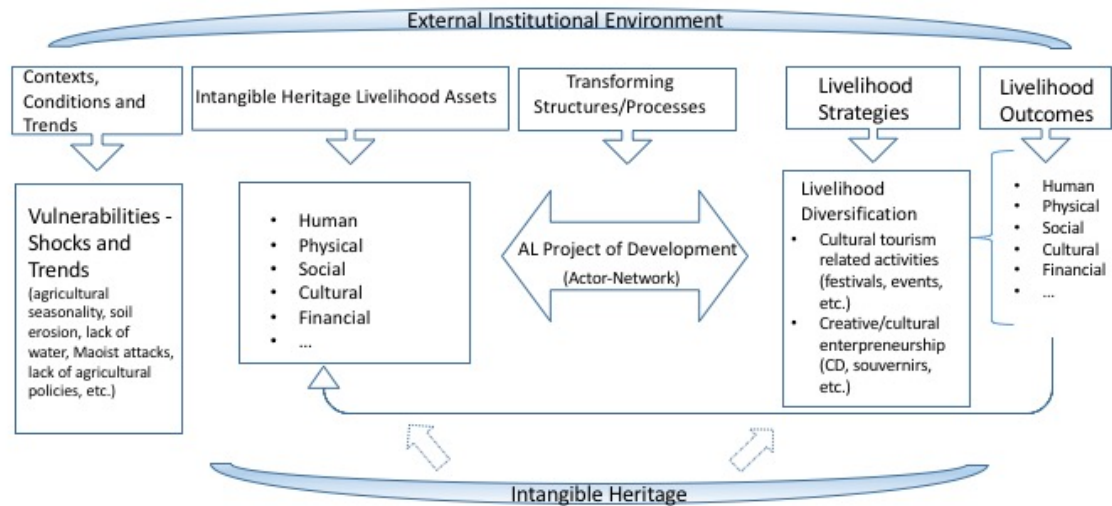 External Institutional Environment
Contexts,
Conditions and
Trends
Intangible Heritage Livelihood Assets
Transforming
Structures/Processes
Livelihood
Strategies
Livelihood
Outcomes
Vulnerabilities -
Shocks and
Trends
(agricultural
seasonality, soil
erosion, lack of
water, Maoist attacks,
lack of agricultural
policies, etc.)
• Human
• Physical
• Social
• Cultural
• Financial
• ...
AL Project of Development
(Actor-Network)
Livelihood
Diversification
• Cultural tourism
related activities
(festivals, events,
etc.)
• Creative/cultural
enterpreneurship
(CD, souvernirs,
etc.)
• Human
• Physical
• Social
• Cultural
• Financial
• ...
Intangible Heritage